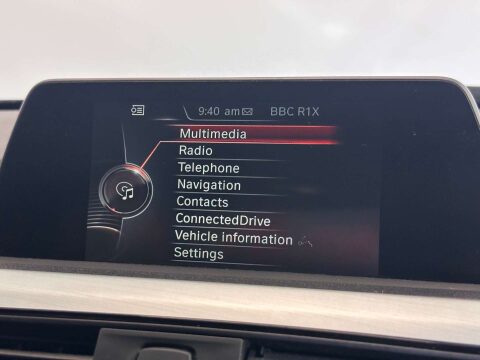 9:40 am BBC R1X
Multimedia
Radio
Telephone
Navigation
Contacts
ConnectedDrive
Vehicle information
Settings